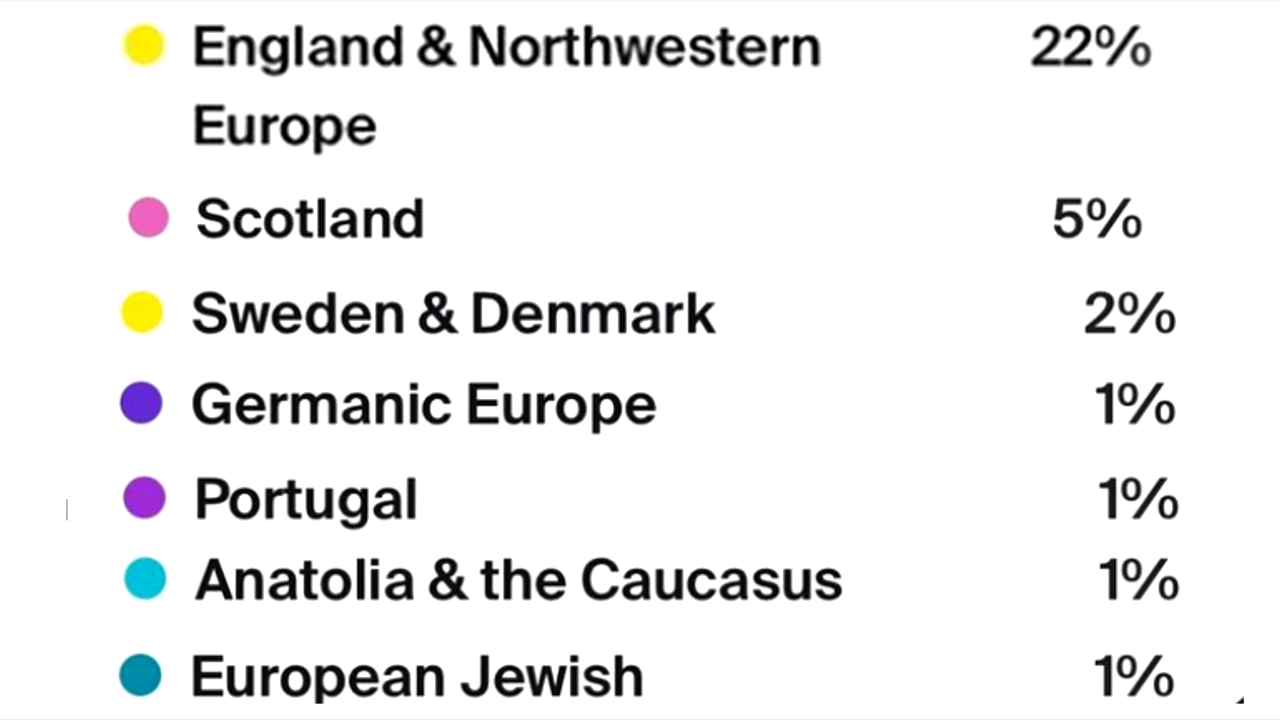 England & Northwestern 22%
Europe
Scotland 5%
Sweden & Denmark 2%
Germanic Europe 1%
Portugal 1%
Anatolia & the Caucasus 1%
European Jewish 1%